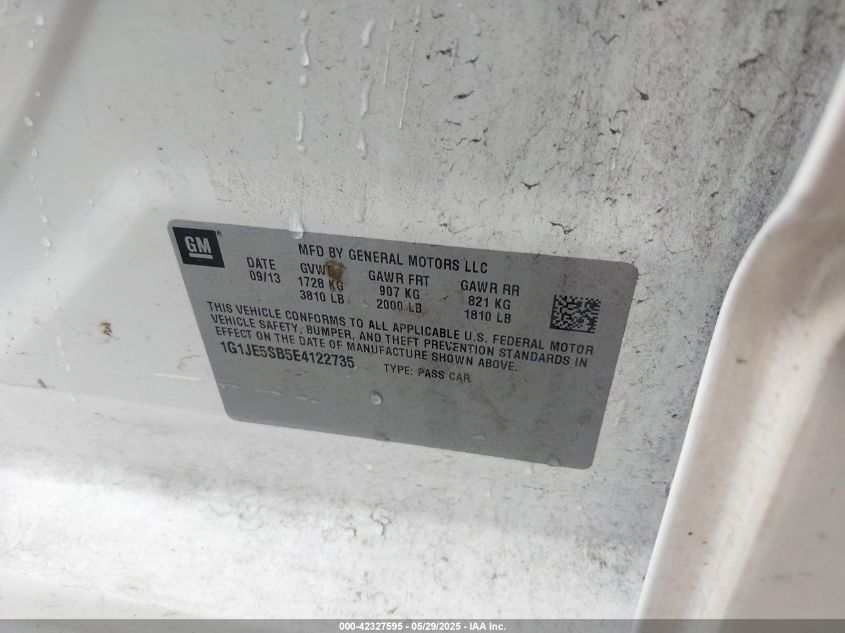 GM
MFD BY GENERAL MOTORS LLC
DATE GVWR GAWR FRT GAWR RR
09/13 1728 KG 907 KG 821 KG
3810 LB 2000 LB 1810 LB
THIS VEHICLE CONFORMS TO ALL APPLICABLE U.S. FEDERAL MOTOR
VEHICLE SAFETY, BUMPER, AND THEFT PREVENTION STANDARDS IN
EFFECT ON THE DATE OF MANUFACTURE SHOWN ABOVE.
1G1JE5SB5E4122735 TYPE: PASS CAR
000-42327595 - 05/29/2025 - IAA Inc.